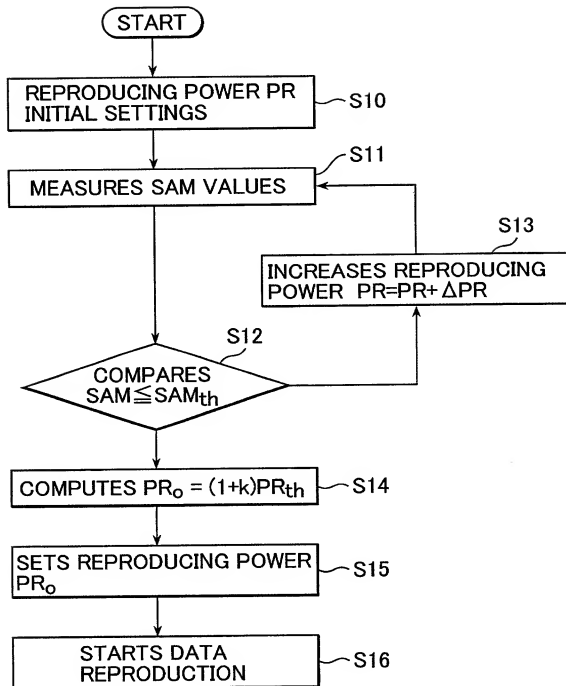 START
REPRODUCING POWER PR
INITIAL SETTINGS
S10
S11
MEASURES SAM VALUES
S13
INCREASES REPRODUCING
POWER PR=PR+ΔPR
S12
COMPARES
SAM≦SAMth
COMPUTES PRo = (1+k)PRth
S14
SETS REPRODUCING POWER
PRo
S15
STARTS DATA
REPRODUCTION
S16